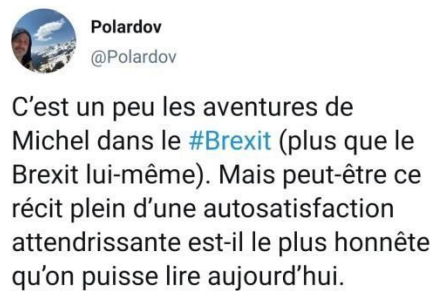 Polardov
@Polardov
C’est un peu les aventures de
Michel dans le #Brexit (plus que le
Brexit lui-même). Mais peut-être ce
récit plein d’une autosatisfaction
attendrissante est-il le plus honnête
qu’on puisse lire aujourd’hui.